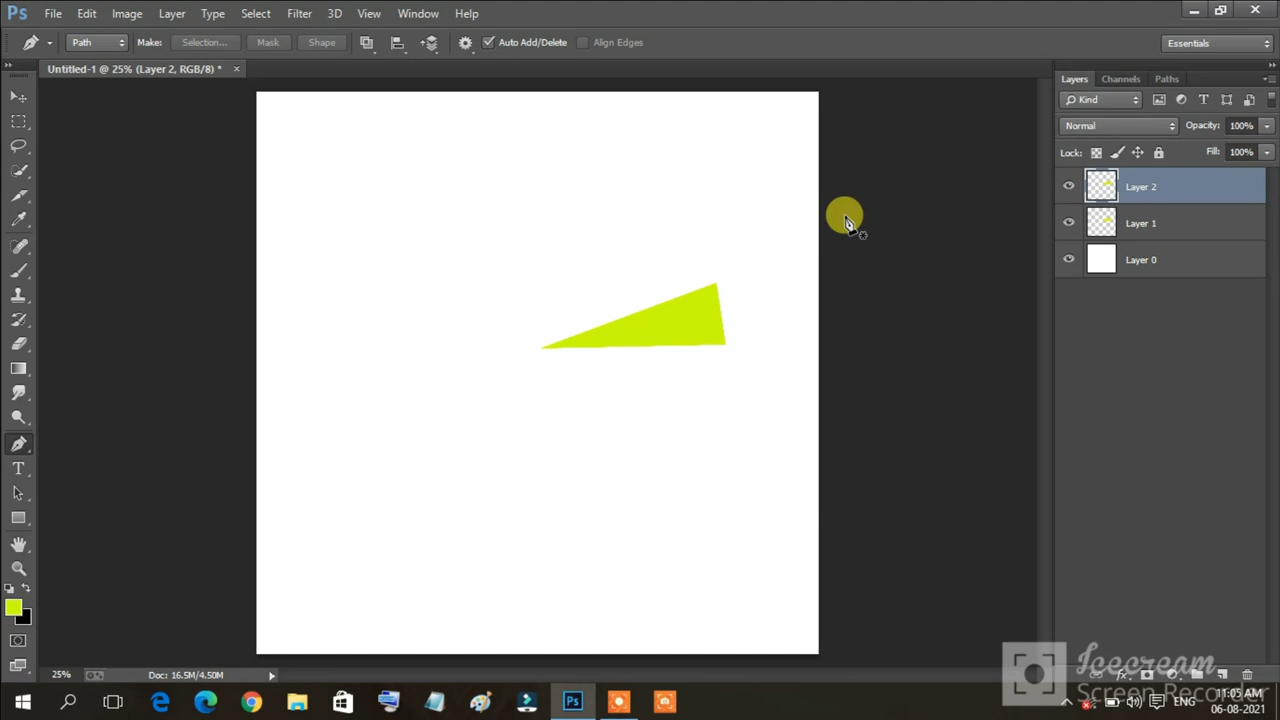 Ps File Edit Image Layer Type Select Filter 3D View Window Help
Path Make: Selection... Mask Shape Auto Add/Delete Align Edges Essentials
Untitled-1 @ 25% (Layer 2, RGB/8) * ×
Layers Channels Paths
Kind
Normal Opacity: 100%
Lock: Fill: 100%
Layer 2
Layer 1
Layer 0
25% Doc: 16.5M/4.50M
Icecream
Screen Recorder
Ps ENG 11:05 AM
06-08-2021